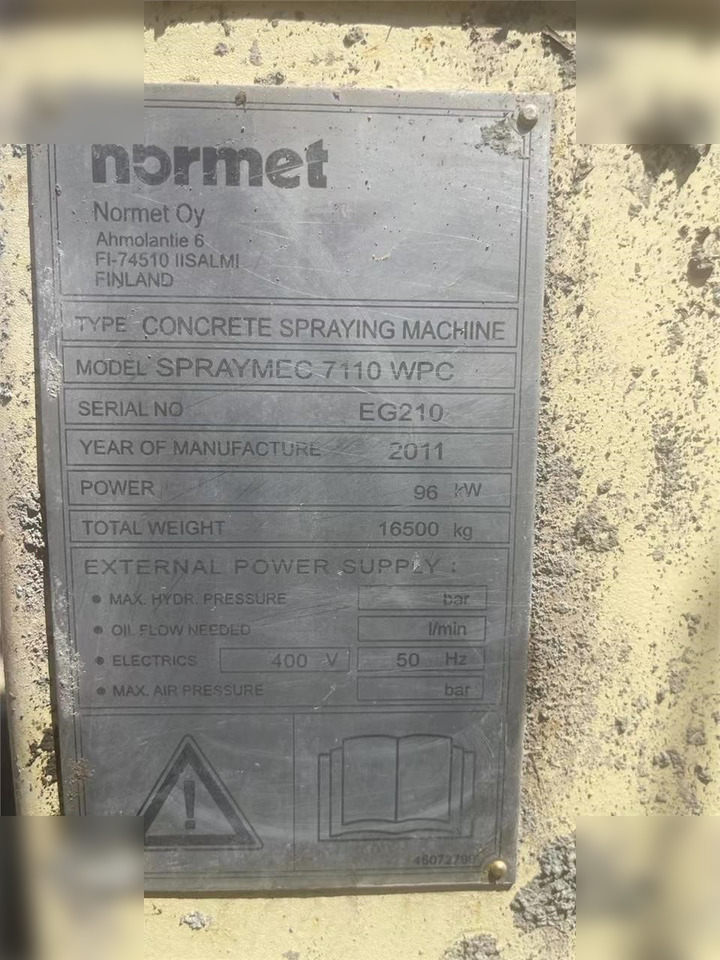 normet
Normet Oy
Ahmolantie 6
FI-74510 IISALMI
FINLAND
TYPE CONCRETE SPRAYING MACHINE
MODEL SPRAYMEC 7110 WPC
SERIAL NO EG210
YEAR OF MANUFACTURE 2011
POWER 96 kW
TOTAL WEIGHT 16500 kg
EXTERNAL POWER SUPPLY :
• MAX. HYDR. PRESSURE bar
• OIL FLOW NEEDED l/min
• ELECTRICS 400 V 50 Hz
• MAX. AIR PRESSURE bar